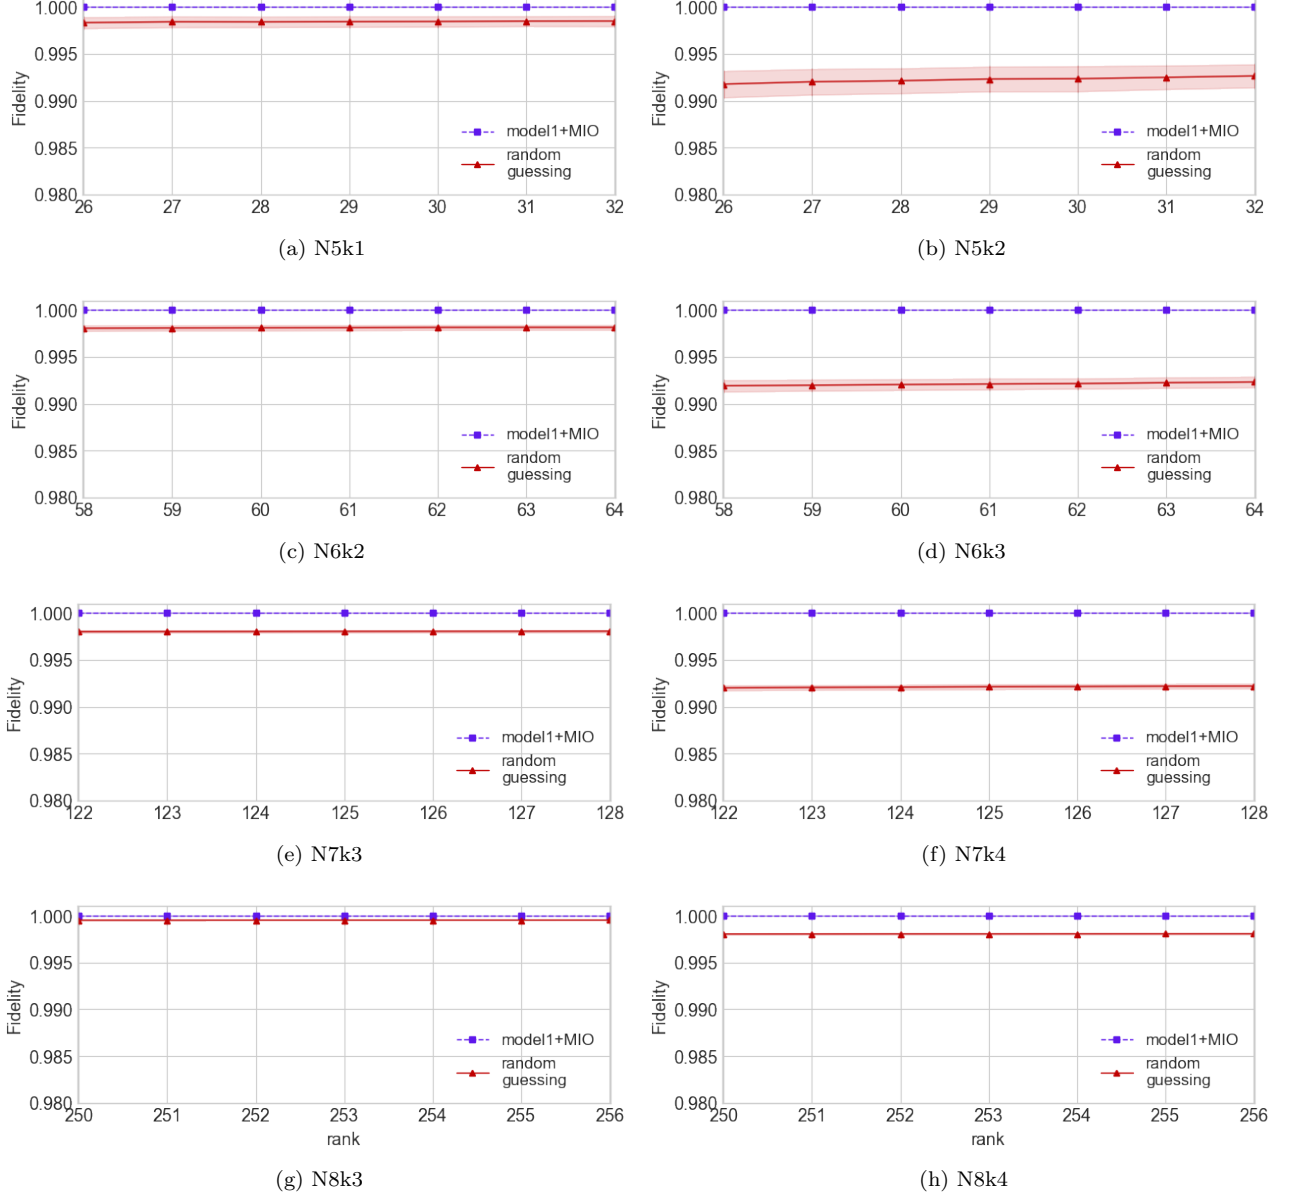 1.000
0.995
0.990
0.985
0.980
Fidelity
model1+MIO
random
guessing
26 27 28 29 30 31 32
(a) N5k1
1.000
0.995
0.990
0.985
0.980
Fidelity
model1+MIO
random
guessing
26 27 28 29 30 31 32
(b) N5k2
1.000
0.995
0.990
0.985
0.980
Fidelity
model1+MIO
random
guessing
58 59 60 61 62 63 64
(c) N6k2
1.000
0.995
0.990
0.985
0.980
Fidelity
model1+MIO
random
guessing
58 59 60 61 62 63 64
(d) N6k3
1.000
0.995
0.990
0.985
0.980
Fidelity
model1+MIO
random
guessing
122 123 124 125 126 127 128
(e) N7k3
1.000
0.995
0.990
0.985
0.980
Fidelity
model1+MIO
random
guessing
122 123 124 125 126 127 128
(f) N7k4
1.000
0.995
0.990
0.985
0.980
Fidelity
model1+MIO
random
guessing
250 251 252 253 254 255 256
rank
(g) N8k3
1.000
0.995
0.990
0.985
0.980
Fidelity
model1+MIO
random
guessing
250 251 252 253 254 255 256
rank
(h) N8k4